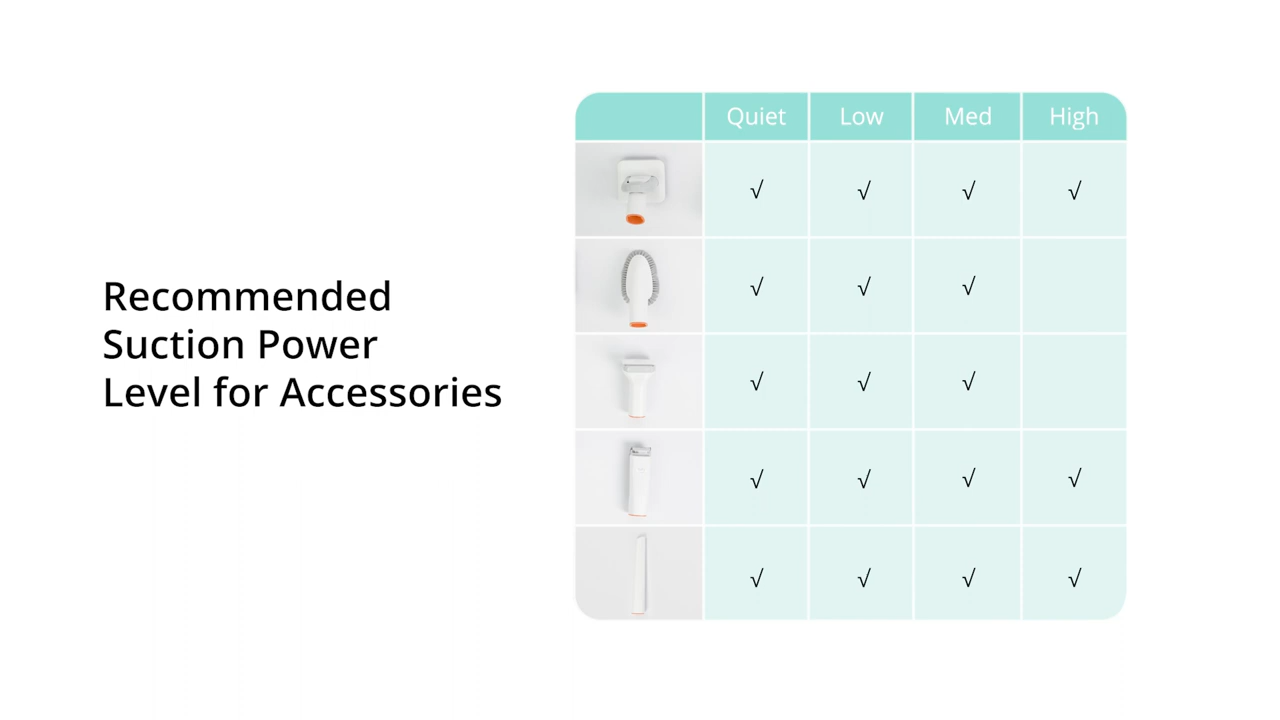 Recommended
Suction Power
Level for Accessories
Quiet Low Med High
√ √ √ √
√ √ √
√ √ √
√ √ √ √
√ √ √ √